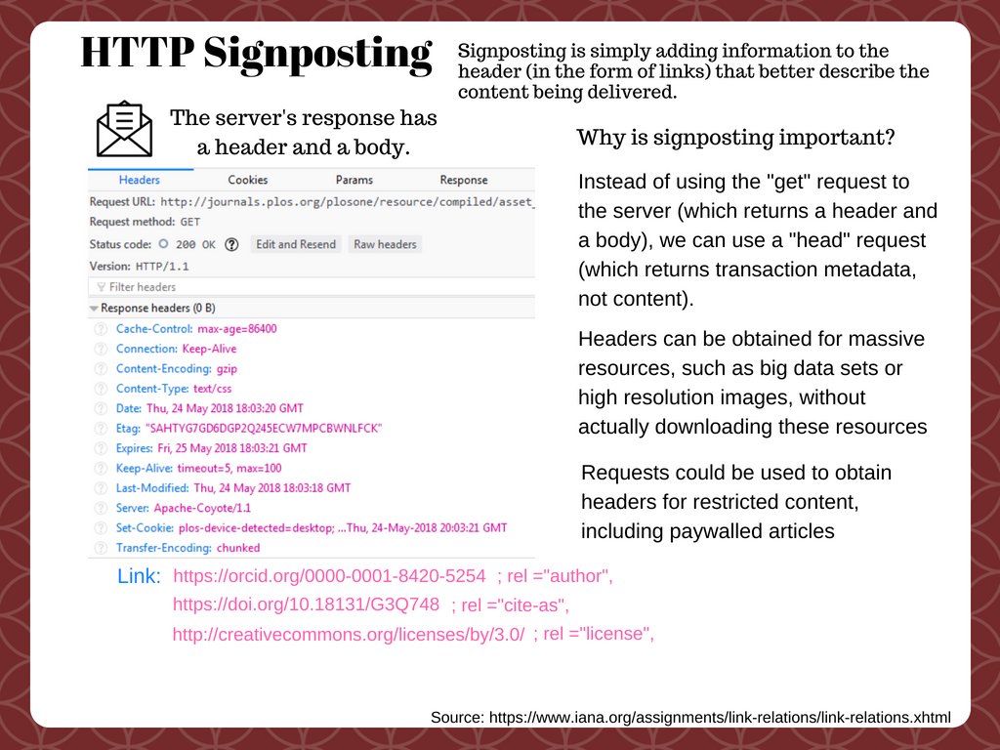 HTTP Signposting
Signposting is simply adding information to the
header (in the form of links) that better describe the
content being delivered.
The server's response has
a header and a body.
Headers Cookies Params Response
Request URL: http://journals.plos.org/plosone/resource/compiled/asset_
Request method: GET
Status code: 200 OK ? Edit and Resend Raw headers
Version: HTTP/1.1
Filter headers
Response headers (0 B)
? Cache-Control: max-age=86400
? Connection: Keep-Alive
? Content-Encoding: gzip
? Content-Type: text/css
? Date: Thu, 24 May 2018 18:03:20 GMT
? Etag: "SAHTYG7GD6DGP2Q245ECW7MPCBWNLFCK"
? Expires: Fri, 25 May 2018 18:03:21 GMT
? Keep-Alive: timeout=5, max=100
? Last-Modified: Thu, 24 May 2018 18:03:18 GMT
? Server: Apache-Coyote/1.1
? Set-Cookie: plos-device-detected=desktop; ...Thu, 24-May-2018 20:03:21 GMT
? Transfer-Encoding: chunked
Link: https://orcid.org/0000-0001-8420-5254 ; rel ="author",
https://doi.org/10.18131/G3Q748 ; rel ="cite-as",
http://creativecommons.org/licenses/by/3.0/ ; rel ="license",
Why is signposting important?
Instead of using the "get" request to
the server (which returns a header and
a body), we can use a "head" request
(which returns transaction metadata,
not content).
Headers can be obtained for massive
resources, such as big data sets or
high resolution images, without
actually downloading these resources
Requests could be used to obtain
headers for restricted content,
including paywalled articles
Source: https://www.iana.org/assignments/link-relations/link-relations.xhtml